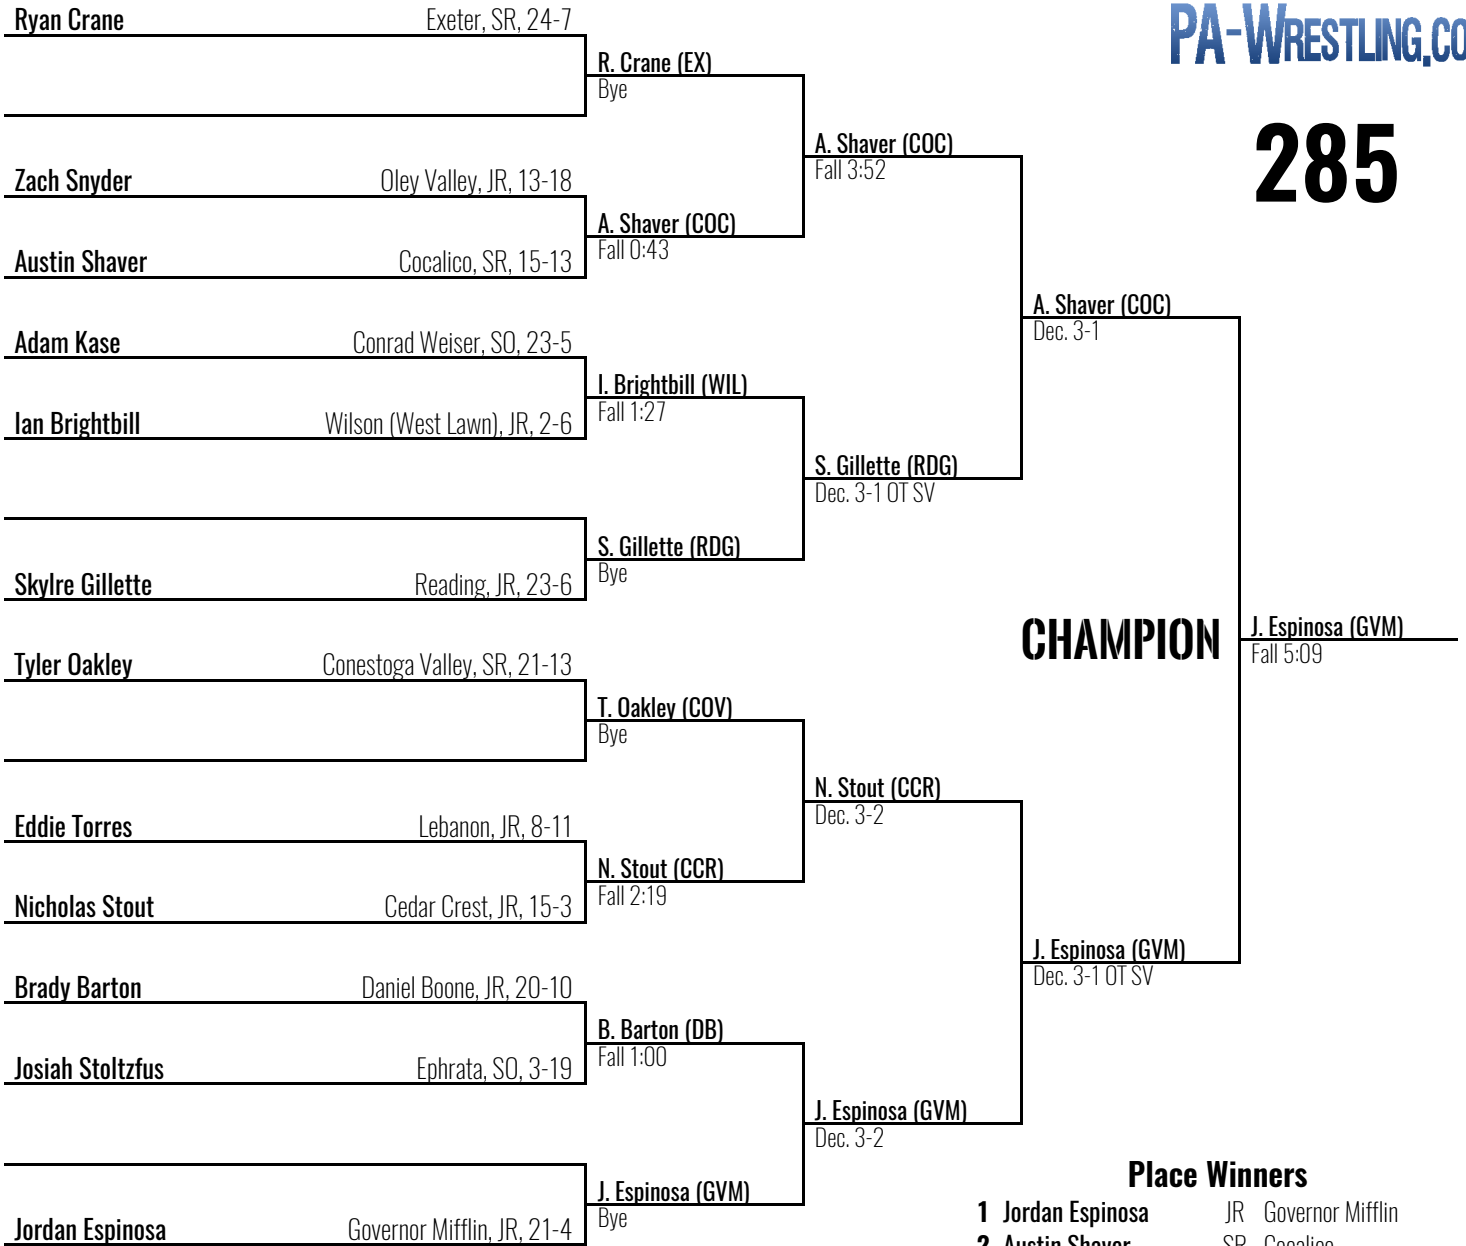 Ryan Crane Exeter, SR, 24-7
PA-WRESTLING.CO
R. Crane (EX)
Bye
285
A. Shaver (COC)
Fall 3:52
Zach Snyder Oley Valley, JR, 13-18
A. Shaver (COC)
Fall 0:43
Austin Shaver Cocalico, SR, 15-13
A. Shaver (COC)
Dec. 3-1
Adam Kase Conrad Weiser, SO, 23-5
I. Brightbill (WIL)
Fall 1:27
Ian Brightbill Wilson (West Lawn), JR, 2-6
S. Gillette (RDG)
Dec. 3-1 OT SV
S. Gillette (RDG)
Bye
Skylre Gillette Reading, JR, 23-6
CHAMPION
J. Espinosa (GVM)
Fall 5:09
Tyler Oakley Conestoga Valley, SR, 21-13
T. Oakley (COV)
Bye
N. Stout (CCR)
Dec. 3-2
Eddie Torres Lebanon, JR, 8-11
N. Stout (CCR)
Fall 2:19
Nicholas Stout Cedar Crest, JR, 15-3
J. Espinosa (GVM)
Dec. 3-1 OT SV
Brady Barton Daniel Boone, JR, 20-10
B. Barton (DB)
Fall 1:00
Josiah Stoltzfus Ephrata, SO, 3-19
J. Espinosa (GVM)
Dec. 3-2
J. Espinosa (GVM)
Bye
Jordan Espinosa Governor Mifflin, JR, 21-4
Place Winners
1 Jordan Espinosa JR Governor Mifflin
2 Austin Shaver SR Cocalico